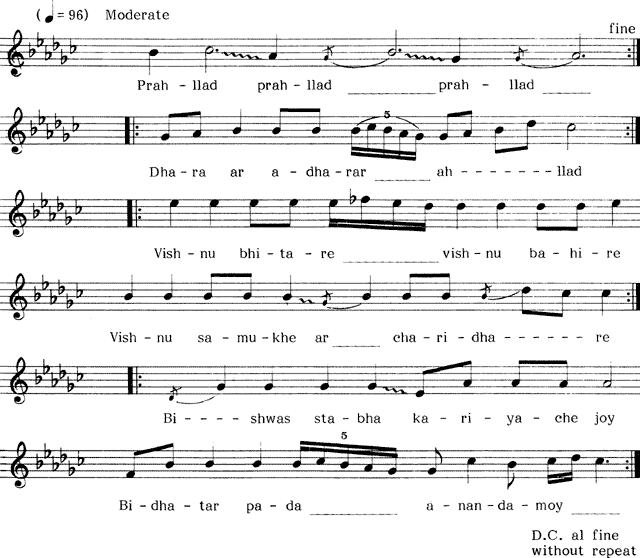 (♩= 96) Moderate
fine
Prah - llad prah - llad ________ prah - llad _____
5
Dha - ra ar a - dha - rar _____ ah - - - - - - llad
Vish - nu bhi - ta - re ________ vish - nu ba - hi - re
Vish - nu sa - mu - khe ar ____ cha - ri - dha - - - - - - re
Bi - - - - shwas sta - bha ka - ri - ya - che joy
5
Bi - dha - tar pa - da ________ a - nan - da - moy _____
D.C. al fine
without repeat